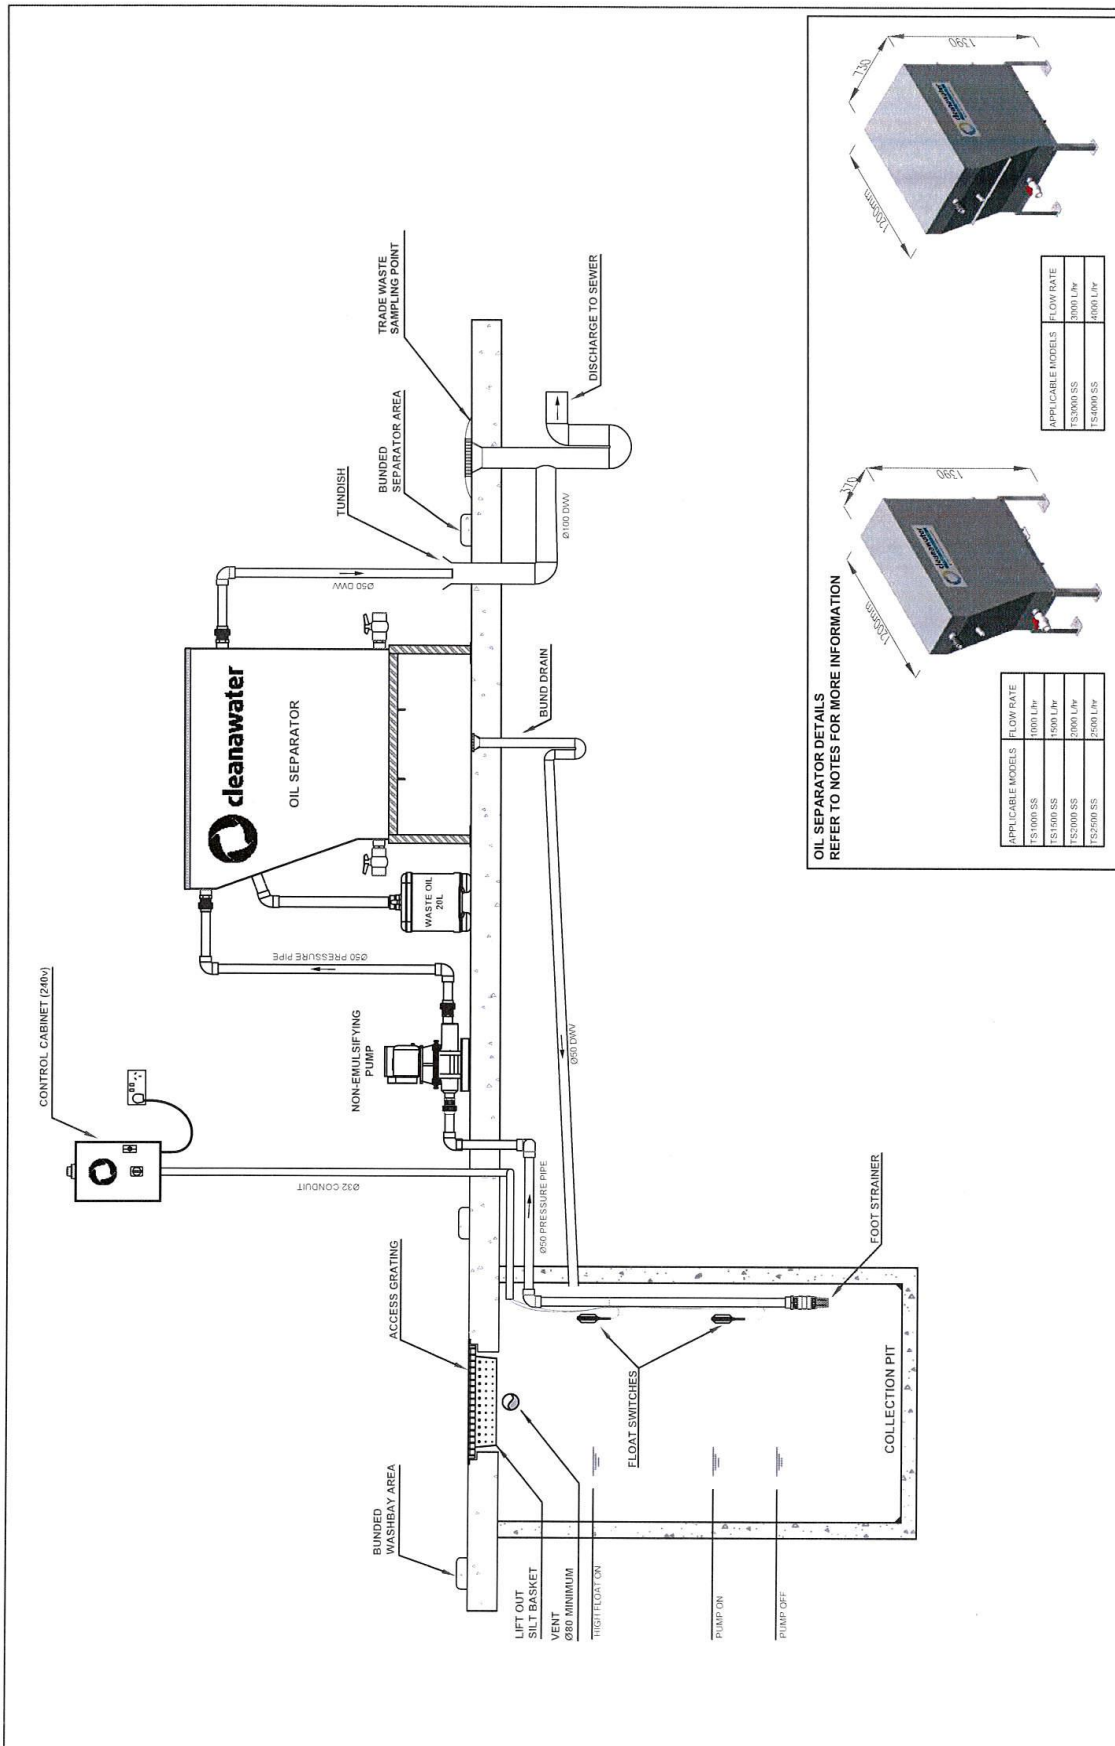 CONTROL CABINET (240v)
TRADE WASTE
SAMPLING POINT
BUNDED
SEPARATOR AREA
TUNDISH
Ø50 DWV
cleanawater
OIL SEPARATOR
NON-EMULSIFYING
PUMP
Ø50 PRESSURE PIPE
WASTE OIL
20L
Ø32 CONDUIT
ACCESS GRATING
BUNDED
WASHBAY AREA
LIFT OUT
SILT BASKET
VENT
Ø80 MINIMUM
HIGH FLOAT ON
PUMP ON
PUMP OFF
FLOAT SWITCHES
COLLECTION PIT
FOOT STRAINER
Ø50 PRESSURE PIPE
Ø50 DWV
BUND DRAIN
Ø100 DWV
DISCHARGE TO SEWER
OIL SEPARATOR DETAILS
REFER TO NOTES FOR MORE INFORMATION
APPLICABLE MODELS FLOW RATE
TS1000 SS 1000 L/hr
TS1500 SS 1500 L/hr
TS2000 SS 2000 L/hr
TS2500 SS 2500 L/hr
1200mm
370
1390
cleanawater
APPLICABLE MODELS FLOW RATE
TS3000 SS 3000 L/hr
TS4000 SS 4000 L/hr
1200mm
730
1390
cleanawater